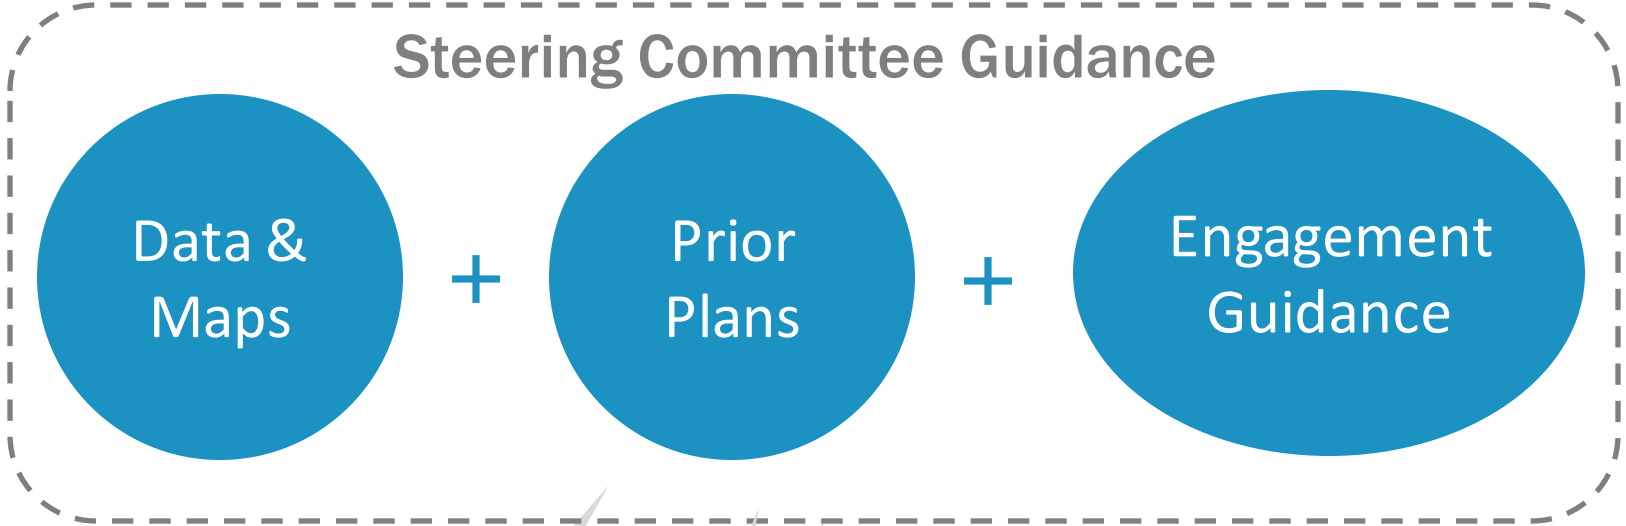 Steering Committee Guidance
Data &
Maps
+
Prior
Plans
+
Engagement
Guidance